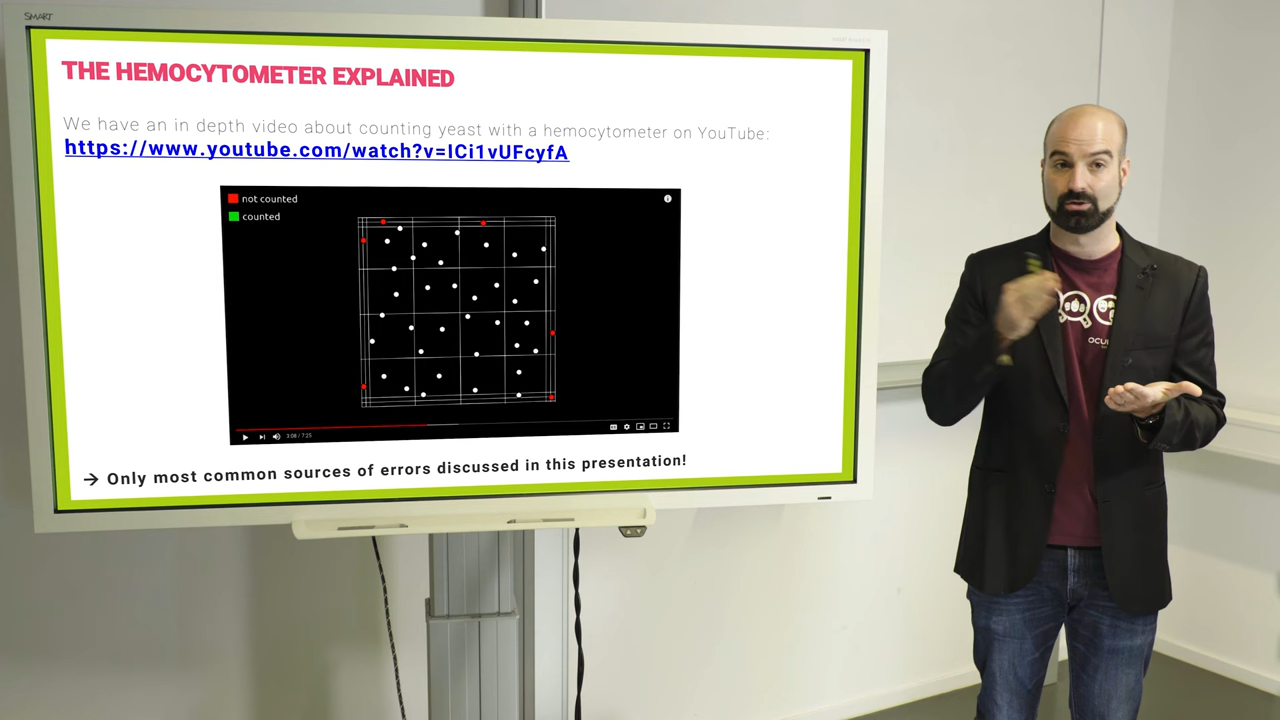 SMART
THE HEMOCYTOMETER EXPLAINED
We have an in depth video about counting yeast with a hemocytometer on YouTube:
https://www.youtube.com/watch?v=ICi1vUFcyfA
not counted
counted
3:08 / 7:25
→ Only most common sources of errors discussed in this presentation!